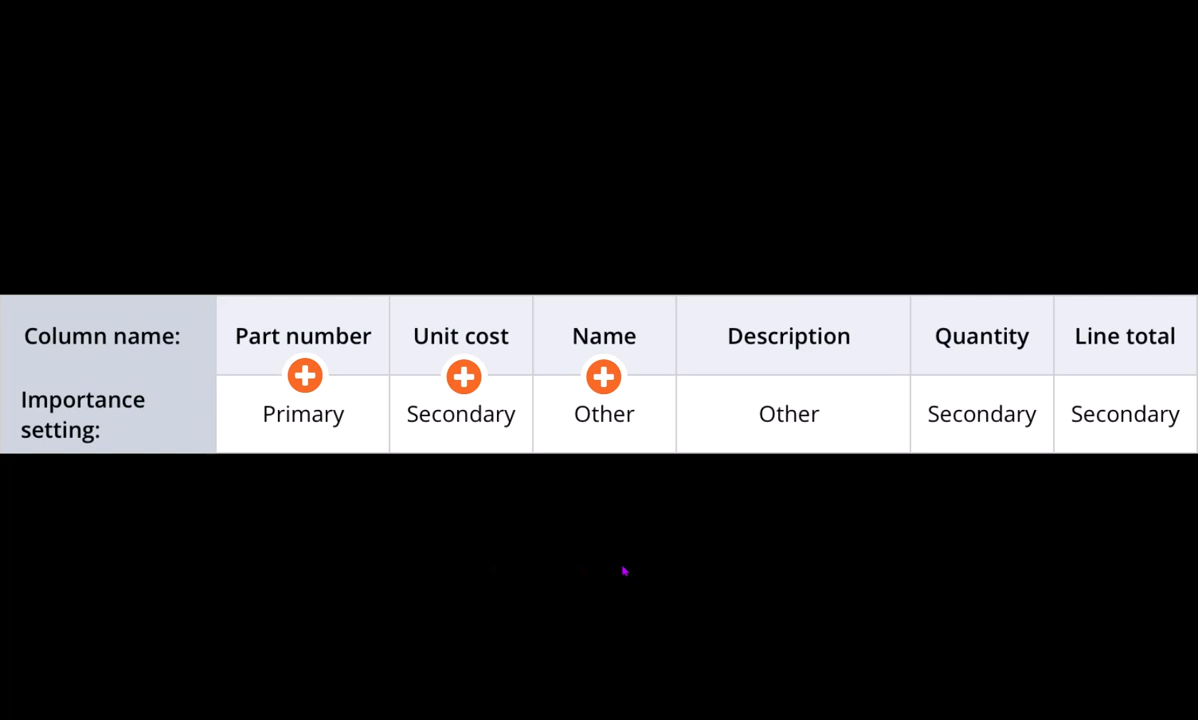 Column name: Part number Unit cost Name Description Quantity Line total
Importance
setting: Primary Secondary Other Other Secondary Secondary